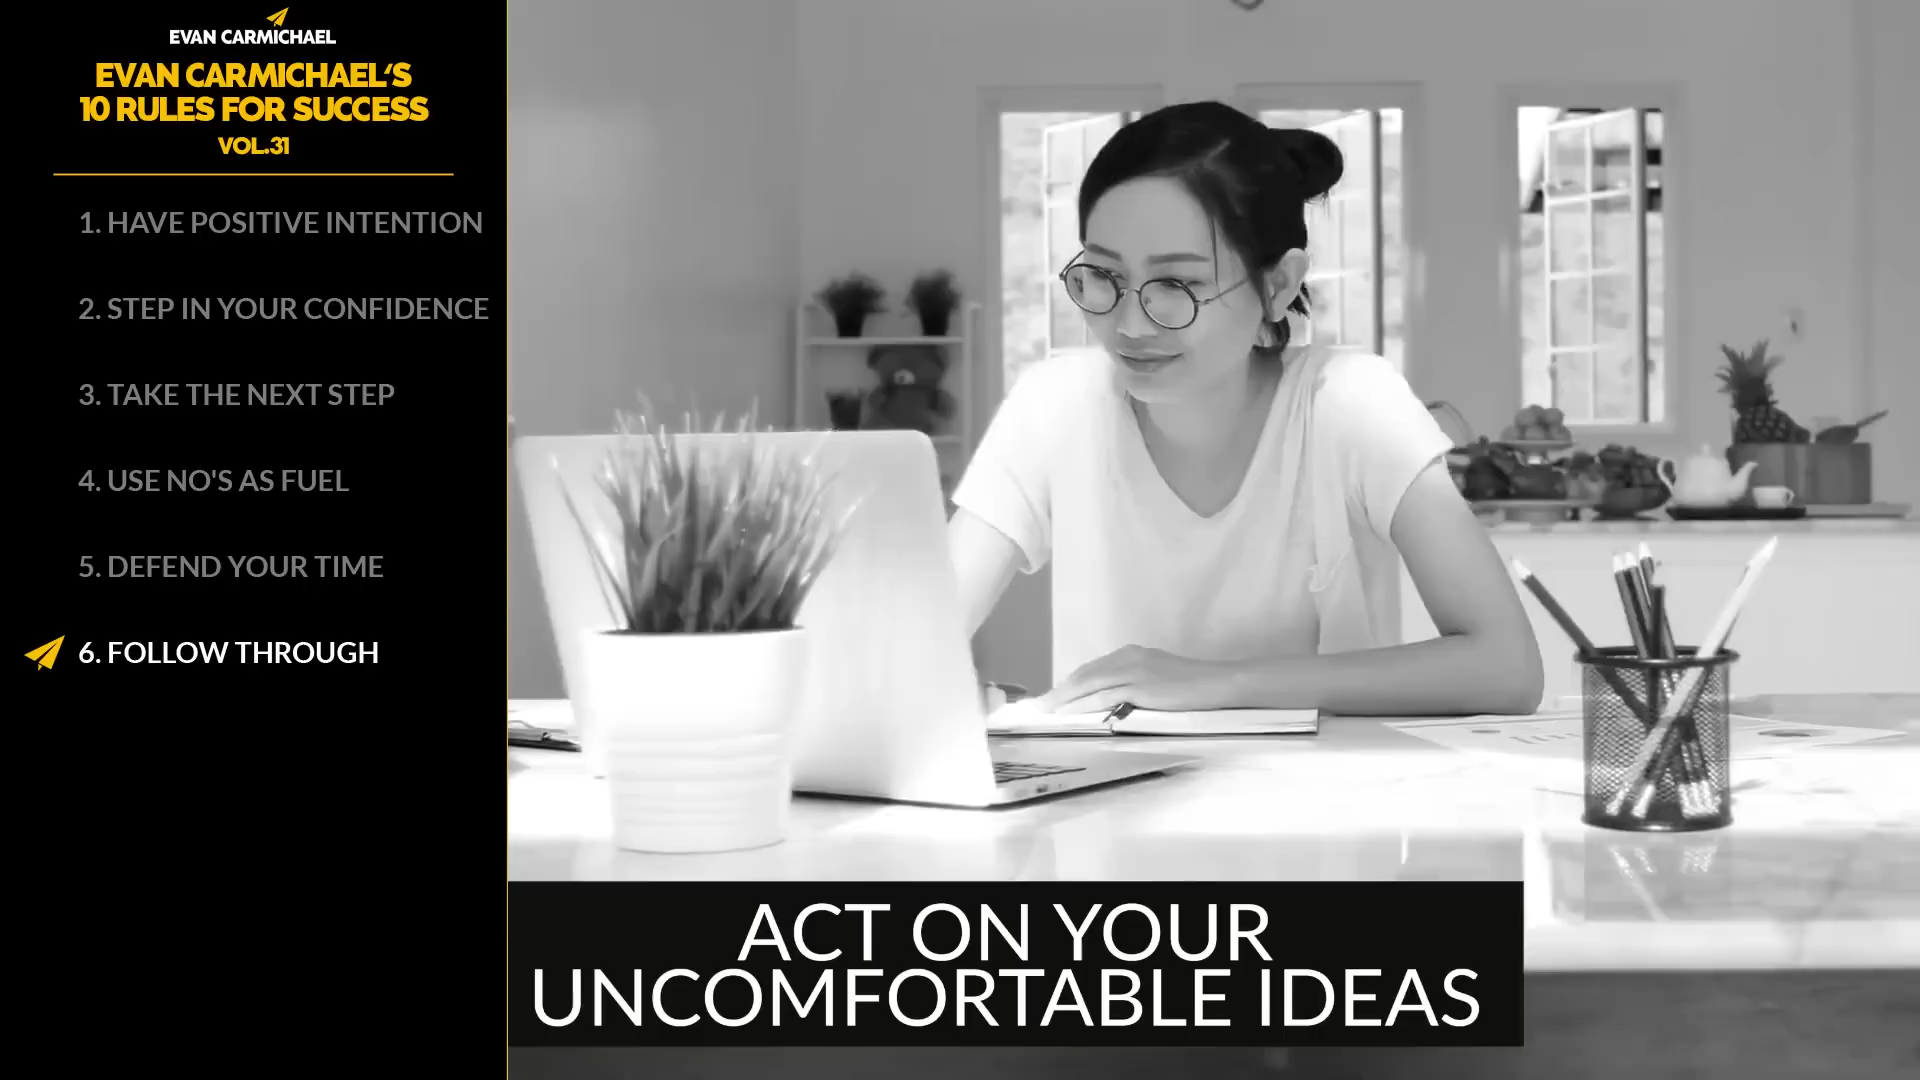 EVAN CARMICHAEL
EVAN CARMICHAEL'S
10 RULES FOR SUCCESS
VOL.31
1. HAVE POSITIVE INTENTION
2. STEP IN YOUR CONFIDENCE
3. TAKE THE NEXT STEP
4. USE NO'S AS FUEL
5. DEFEND YOUR TIME
6. FOLLOW THROUGH
ACT ON YOUR
UNCOMFORTABLE IDEAS